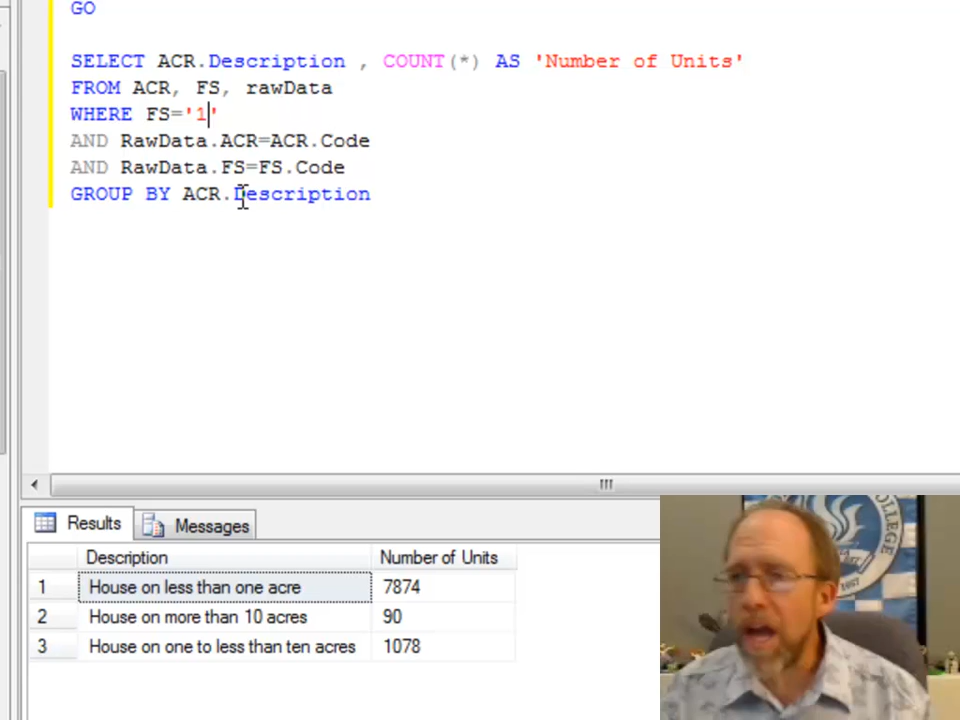 GO
SELECT ACR.Description , COUNT(*) AS 'Number of Units'
FROM ACR, FS, rawData
WHERE FS='1'
AND RawData.ACR=ACR.Code
AND RawData.FS=FS.Code
GROUP BY ACR.Description
Results Messages
Description Number of Units
1 House on less than one acre 7874
2 House on more than 10 acres 90
3 House on one to less than ten acres 1078
COLLEGE